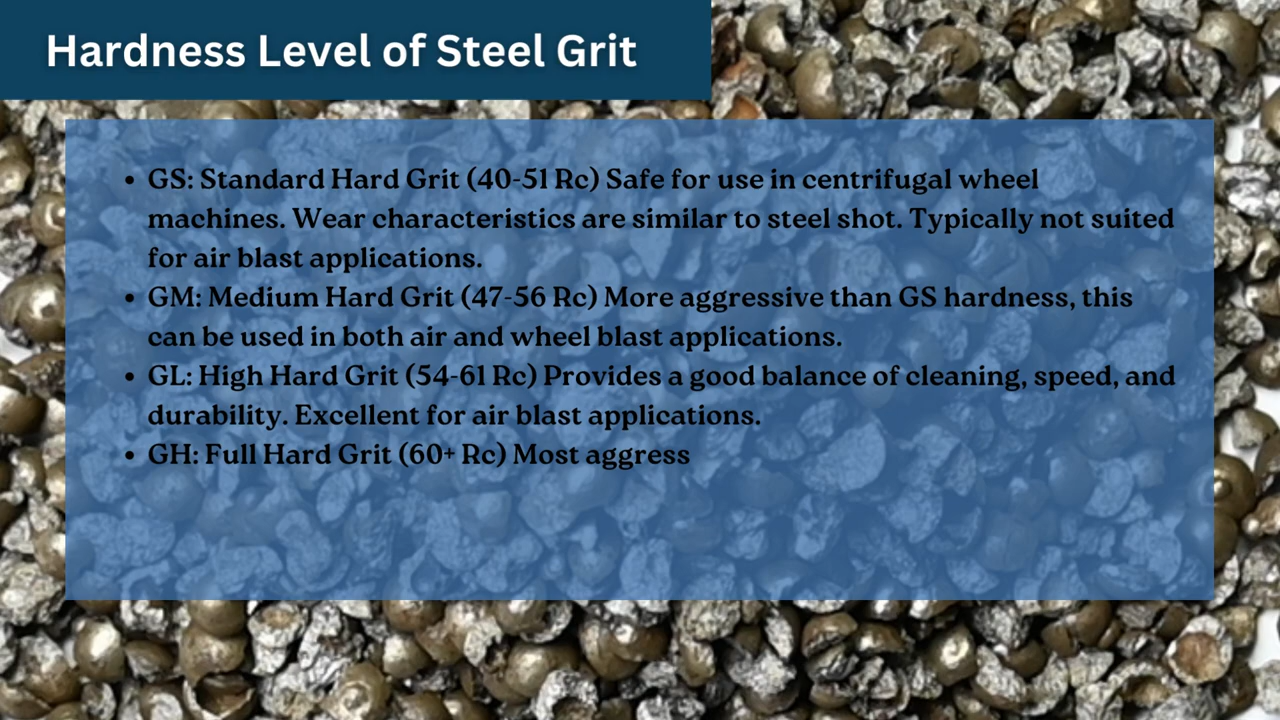 Hardness Level of Steel Grit
• GS: Standard Hard Grit (40-51 Rc) Safe for use in centrifugal wheel
machines. Wear characteristics are similar to steel shot. Typically not suited
for air blast applications.
• GM: Medium Hard Grit (47-56 Rc) More aggressive than GS hardness, this
can be used in both air and wheel blast applications.
• GL: High Hard Grit (54-61 Rc) Provides a good balance of cleaning, speed, and
durability. Excellent for air blast applications.
• GH: Full Hard Grit (60+ Rc) Most aggress